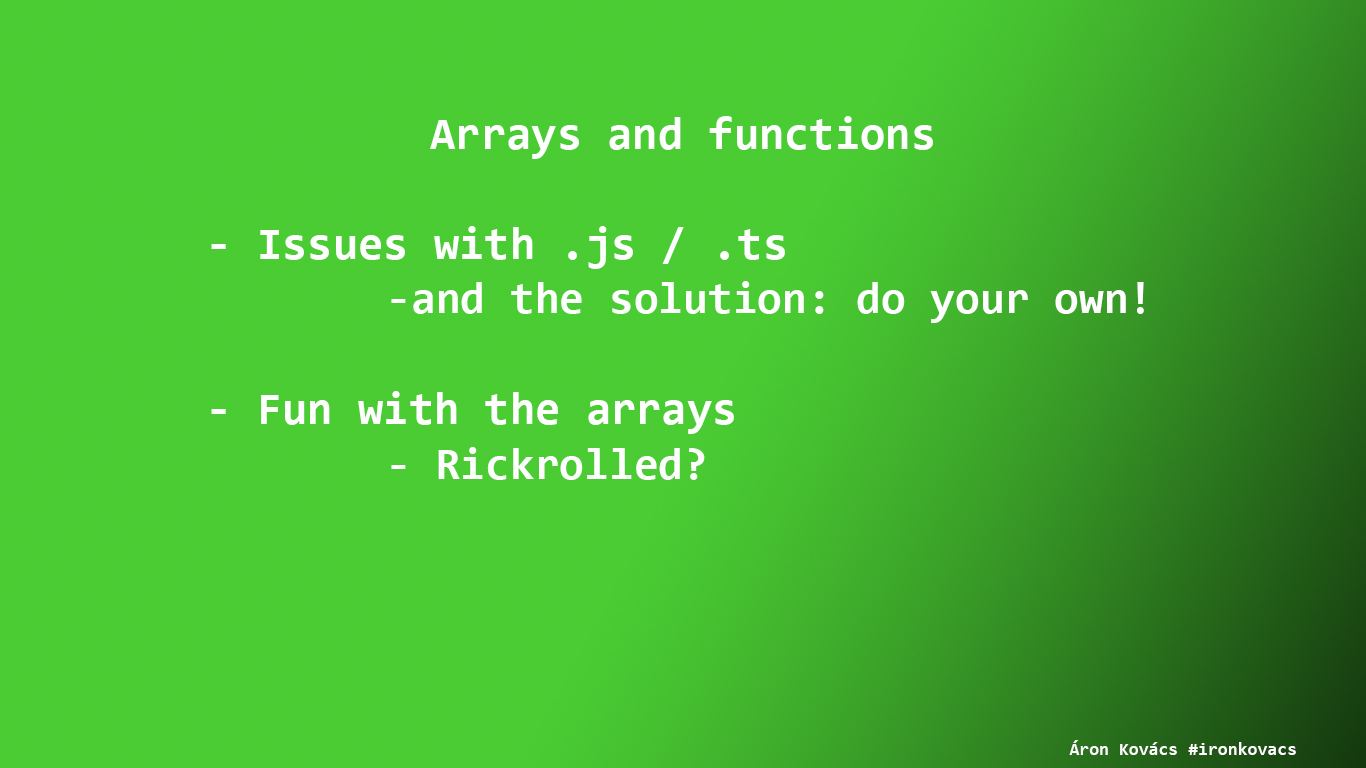 Arrays and functions
- Issues with .js / .ts
-and the solution: do your own!
- Fun with the arrays
- Rickrolled?
Áron Kovács #ironkovacs